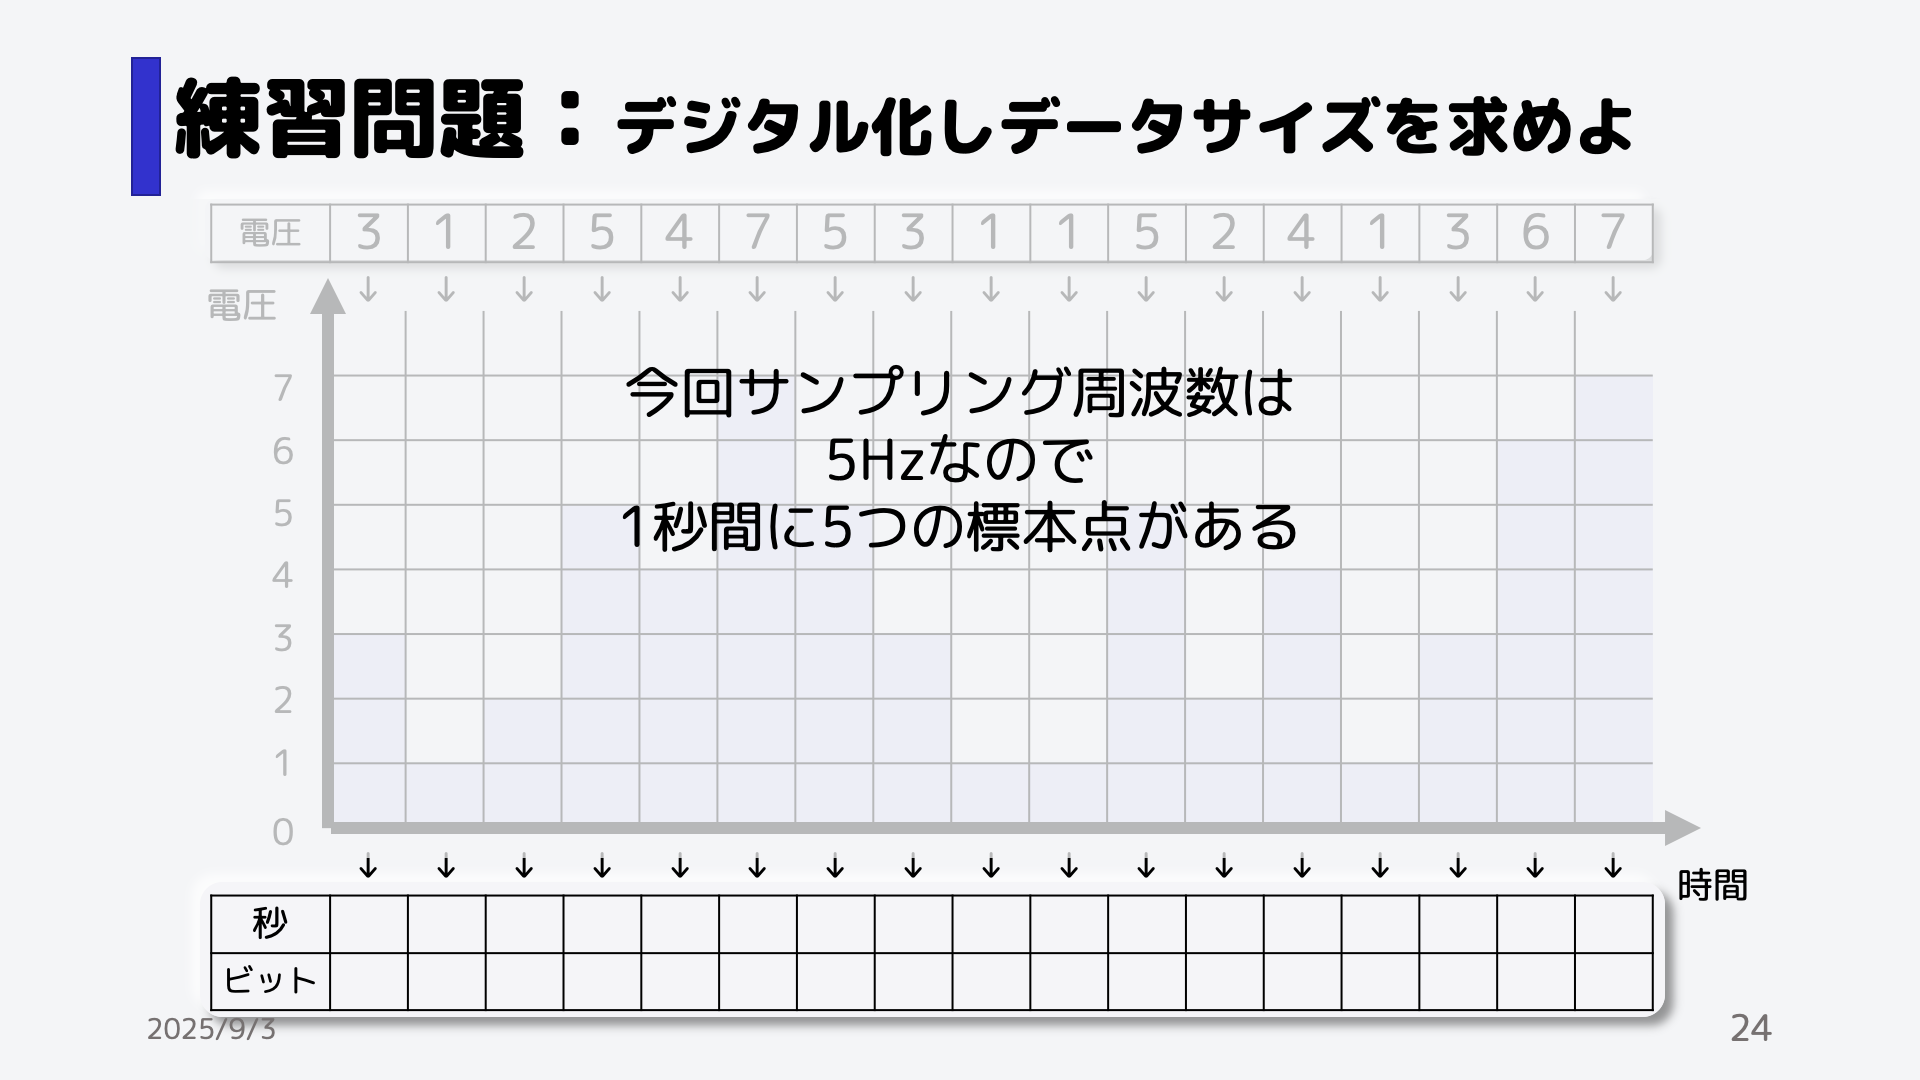 練習問題：デジタル化しデータサイズを求めよ
電圧 3 1 2 5 4 7 5 3 1 1 5 2 4 1 3 6 7
↓ ↓ ↓ ↓ ↓ ↓ ↓ ↓ ↓ ↓ ↓ ↓ ↓ ↓ ↓ ↓ ↓
電圧
7
6
5
4
3
2
1
0
今回サンプリング周波数は
5Hzなので
1秒間に5つの標本点がある
↓ ↓ ↓ ↓ ↓ ↓ ↓ ↓ ↓ ↓ ↓ ↓ ↓ ↓ ↓ ↓ ↓
時間
秒
ビット
2025/9/3
24